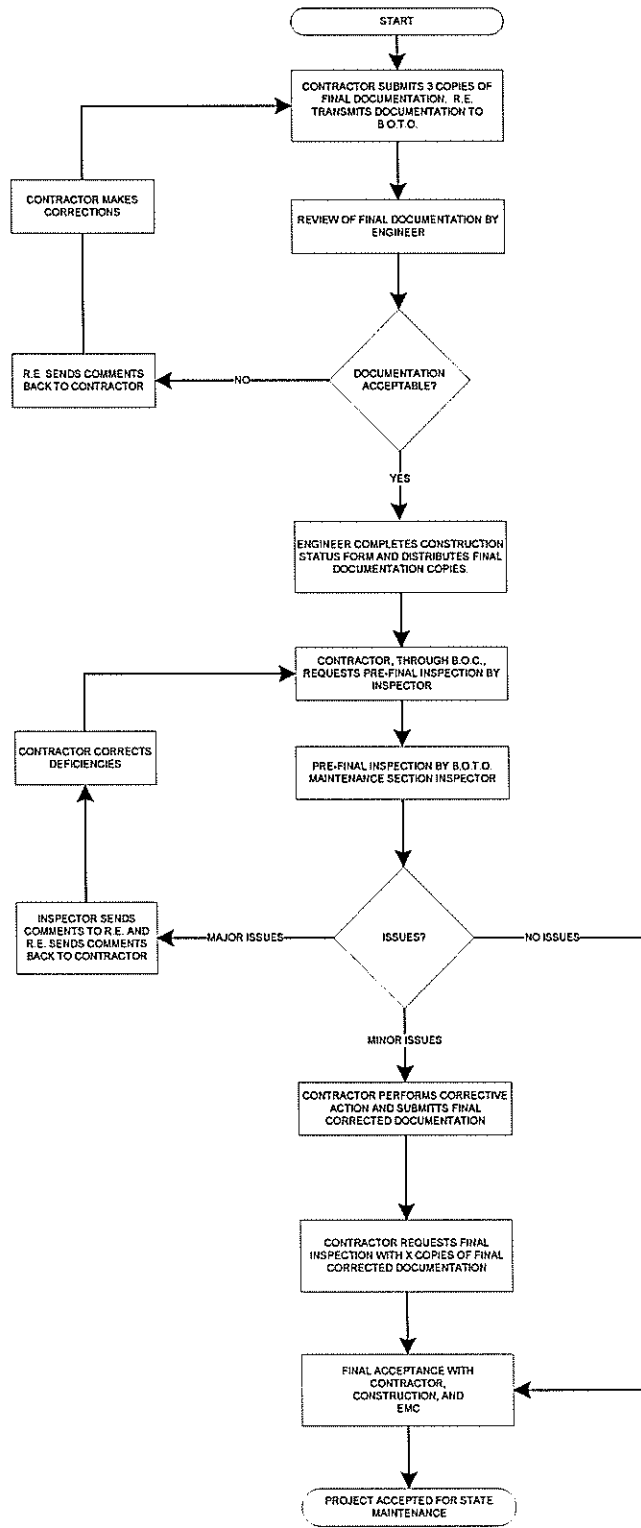 START
CONTRACTOR SUBMITS 3 COPIES OF
FINAL DOCUMENTATION. R.E.
TRANSMITS DOCUMENTATION TO
B.O.T.O.
CONTRACTOR MAKES
CORRECTIONS
REVIEW OF FINAL DOCUMENTATION BY
ENGINEER
R.E. SENDS COMMENTS
BACK TO CONTRACTOR
NO
DOCUMENTATION
ACCEPTABLE?
YES
ENGINEER COMPLETES CONSTRUCTION
STATUS FORM AND DISTRIBUTES FINAL
DOCUMENTATION COPIES.
CONTRACTOR, THROUGH B.O.C.,
REQUESTS PRE-FINAL INSPECTION BY
INSPECTOR
CONTRACTOR CORRECTS
DEFICIENCIES
PRE-FINAL INSPECTION BY B.O.T.O.
MAINTENANCE SECTION INSPECTOR
INSPECTOR SENDS
COMMENTS TO R.E. AND
R.E. SENDS COMMENTS
BACK TO CONTRACTOR
MAJOR ISSUES
ISSUES?
NO ISSUES
MINOR ISSUES
CONTRACTOR PERFORMS CORRECTIVE
ACTION AND SUBMITTS FINAL
CORRECTED DOCUMENTATION
CONTRACTOR REQUESTS FINAL
INSPECTION WITH X COPIES OF FINAL
CORRECTED DOCUMENTATION
FINAL ACCEPTANCE WITH
CONTRACTOR,
CONSTRUCTION, AND
EMC
PROJECT ACCEPTED FOR STATE
MAINTENANCE